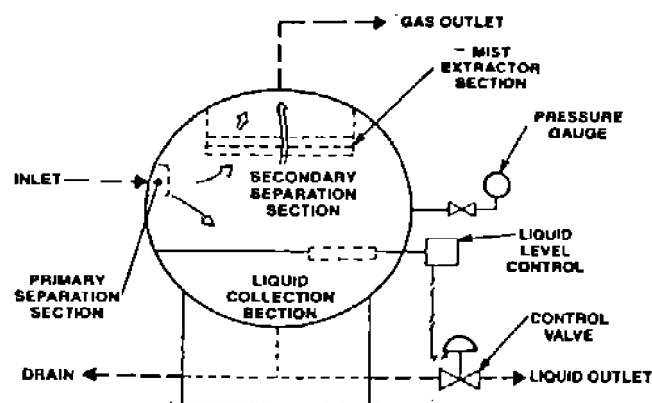 GAS OUTLET
MIST
EXTRACTOR
SECTION
PRESSURE
GAUGE
INLET
SECONDARY
SEPARATION
SECTION
LIQUID
LEVEL
CONTROL
PRIMARY
SEPARATION
SECTION
LIQUID
COLLECTION
SECTION
CONTROL
VALVE
DRAIN
LIQUID OUTLET